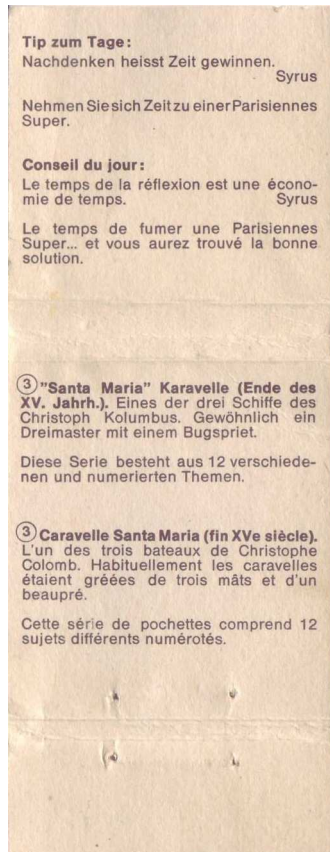 Tip zum Tage:
Nachdenken heisst Zeit gewinnen.
Syrus
Nehmen Sie sich Zeit zu einer Parisiennes
Super.
Conseil du jour:
Le temps de la réflexion est une écono-
mie de temps. Syrus
Le temps de fumer une Parisiennes
Super... et vous aurez trouvé la bonne
solution.
③ "Santa Maria" Karavelle (Ende des
XV. Jahrh.). Eines der drei Schiffe des
Christoph Kolumbus. Gewöhnlich ein
Dreimaster mit einem Bugspriet.
Diese Serie besteht aus 12 verschiede-
nen und numerierten Themen.
③ Caravelle Santa Maria (fin XVe siècle).
L'un des trois bateaux de Christophe
Colomb. Habituellement les caravelles
étaient gréées de trois mâts et d'un
beaupré.
Cette série de pochettes comprend 12
sujets différents numérotés.